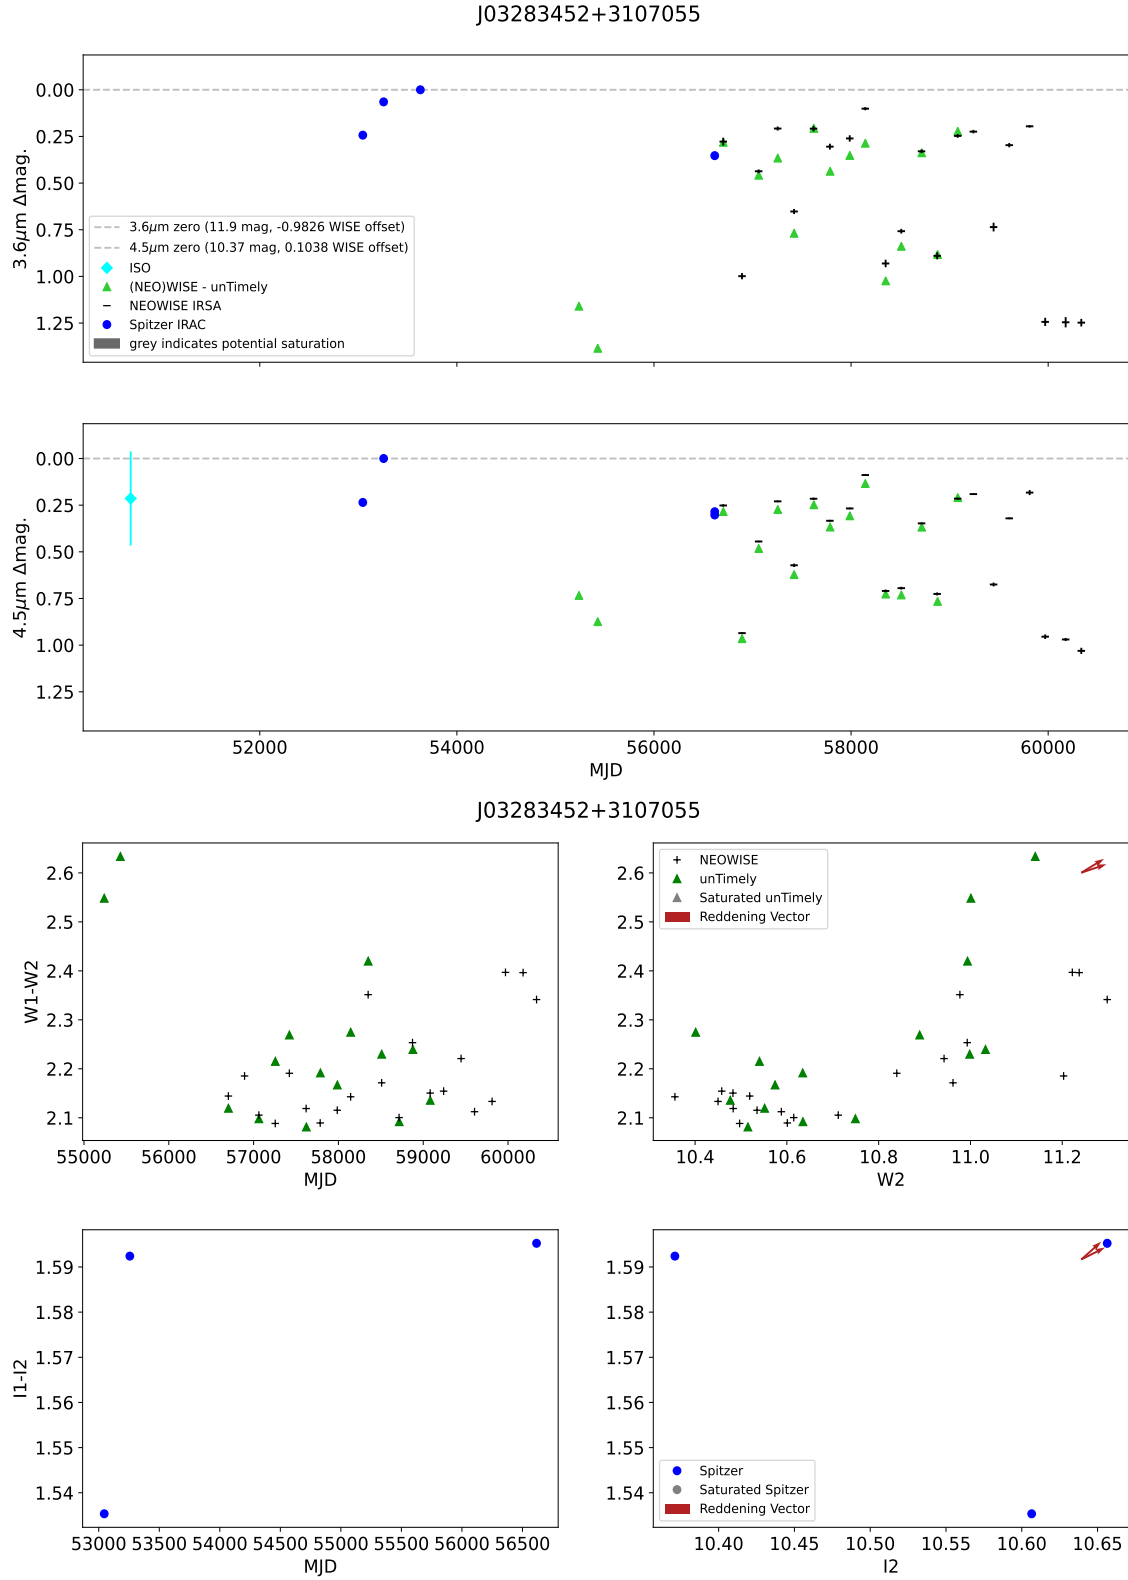 J03283452+3107055
0.00
0.25
0.50
0.75
1.00
1.25
3.6μm Δmag.
3.6μm zero (11.9 mag, -0.9826 WISE offset)
4.5μm zero (10.37 mag, 0.1038 WISE offset)
ISO
(NEO)WISE - unTimely
NEOWISE IRSA
Spitzer IRAC
grey indicates potential saturation
0.00
0.25
0.50
0.75
1.00
1.25
4.5μm Δmag.
52000 54000 56000 58000 60000
MJD
J03283452+3107055
2.6
2.5
2.4
2.3
2.2
2.1
W1-W2
55000 56000 57000 58000 59000 60000
MJD
NEOWISE
unTimely
Saturated unTimely
Reddening Vector
2.6
2.5
2.4
2.3
2.2
2.1
10.4 10.6 10.8 11.0 11.2
W2
1.59
1.58
1.57
1.56
1.55
1.54
I1-I2
53000 53500 54000 54500 55000 55500 56000 56500
MJD
1.59
1.58
1.57
1.56
1.55
1.54
Spitzer
Saturated Spitzer
Reddening Vector
10.40 10.45 10.50 10.55 10.60 10.65
I2